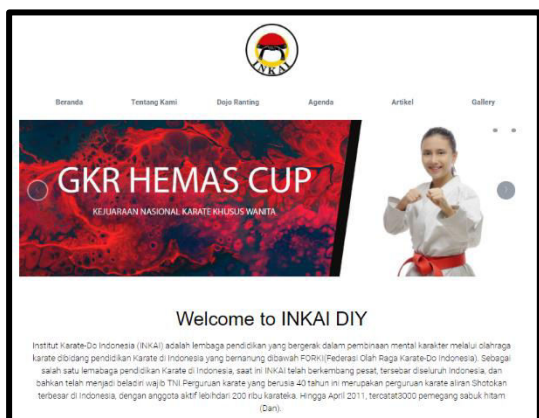 INKAI
Beranda Tentang Kami Dojo Ranting Agenda Artikel Gallery
GKR HEMAS CUP
KEJUARAAN NASIONAL KARATE KHUSUS WANITA
Welcome to INKAI DIY
Institut Karate-Do Indonesia (INKAI) adalah lembaga pendidikan yang bergerak dalam pembinaan mental karakter melalui olahraga
karate dibidang pendidikan Karate di Indonesia yang bernanung dibawah FORKI(Federasi Olah Raga Karate-Do Indonesia). Sebagai
salah satu lemabaga pendidikan Karate di Indonesia, saat ini INKAI telah berkembang pesat, tersebar diseluruh Indonesia, dan
bahkan telah menjadi beladiri wajib TNI. Perguruan karate yang berusia 40 tahun ini merupakan perguruan karate aliran Shotokan
terbesar di Indonesia, dengan anggota aktif lebihdari 200 ribu karateka. Hingga April 2011, tercatat3000 pemegang sabuk hitam
(Dan).